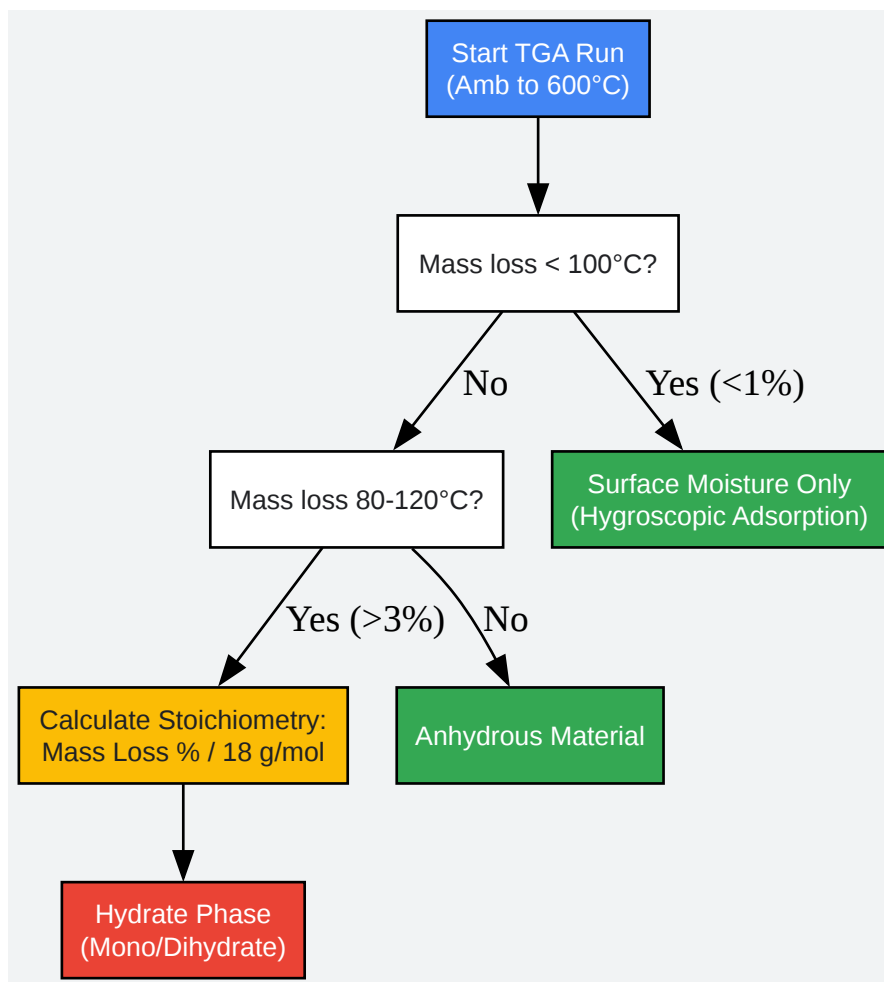 Start TGA Run
(Amb to 600°C)
Mass loss < 100°C?
No
Yes (<1%)
Mass loss 80-120°C?
Surface Moisture Only
(Hygroscopic Adsorption)
Yes (>3%)
No
Calculate Stoichiometry:
Mass Loss % / 18 g/mol
Anhydrous Material
Hydrate Phase
(Mono/Dihydrate)